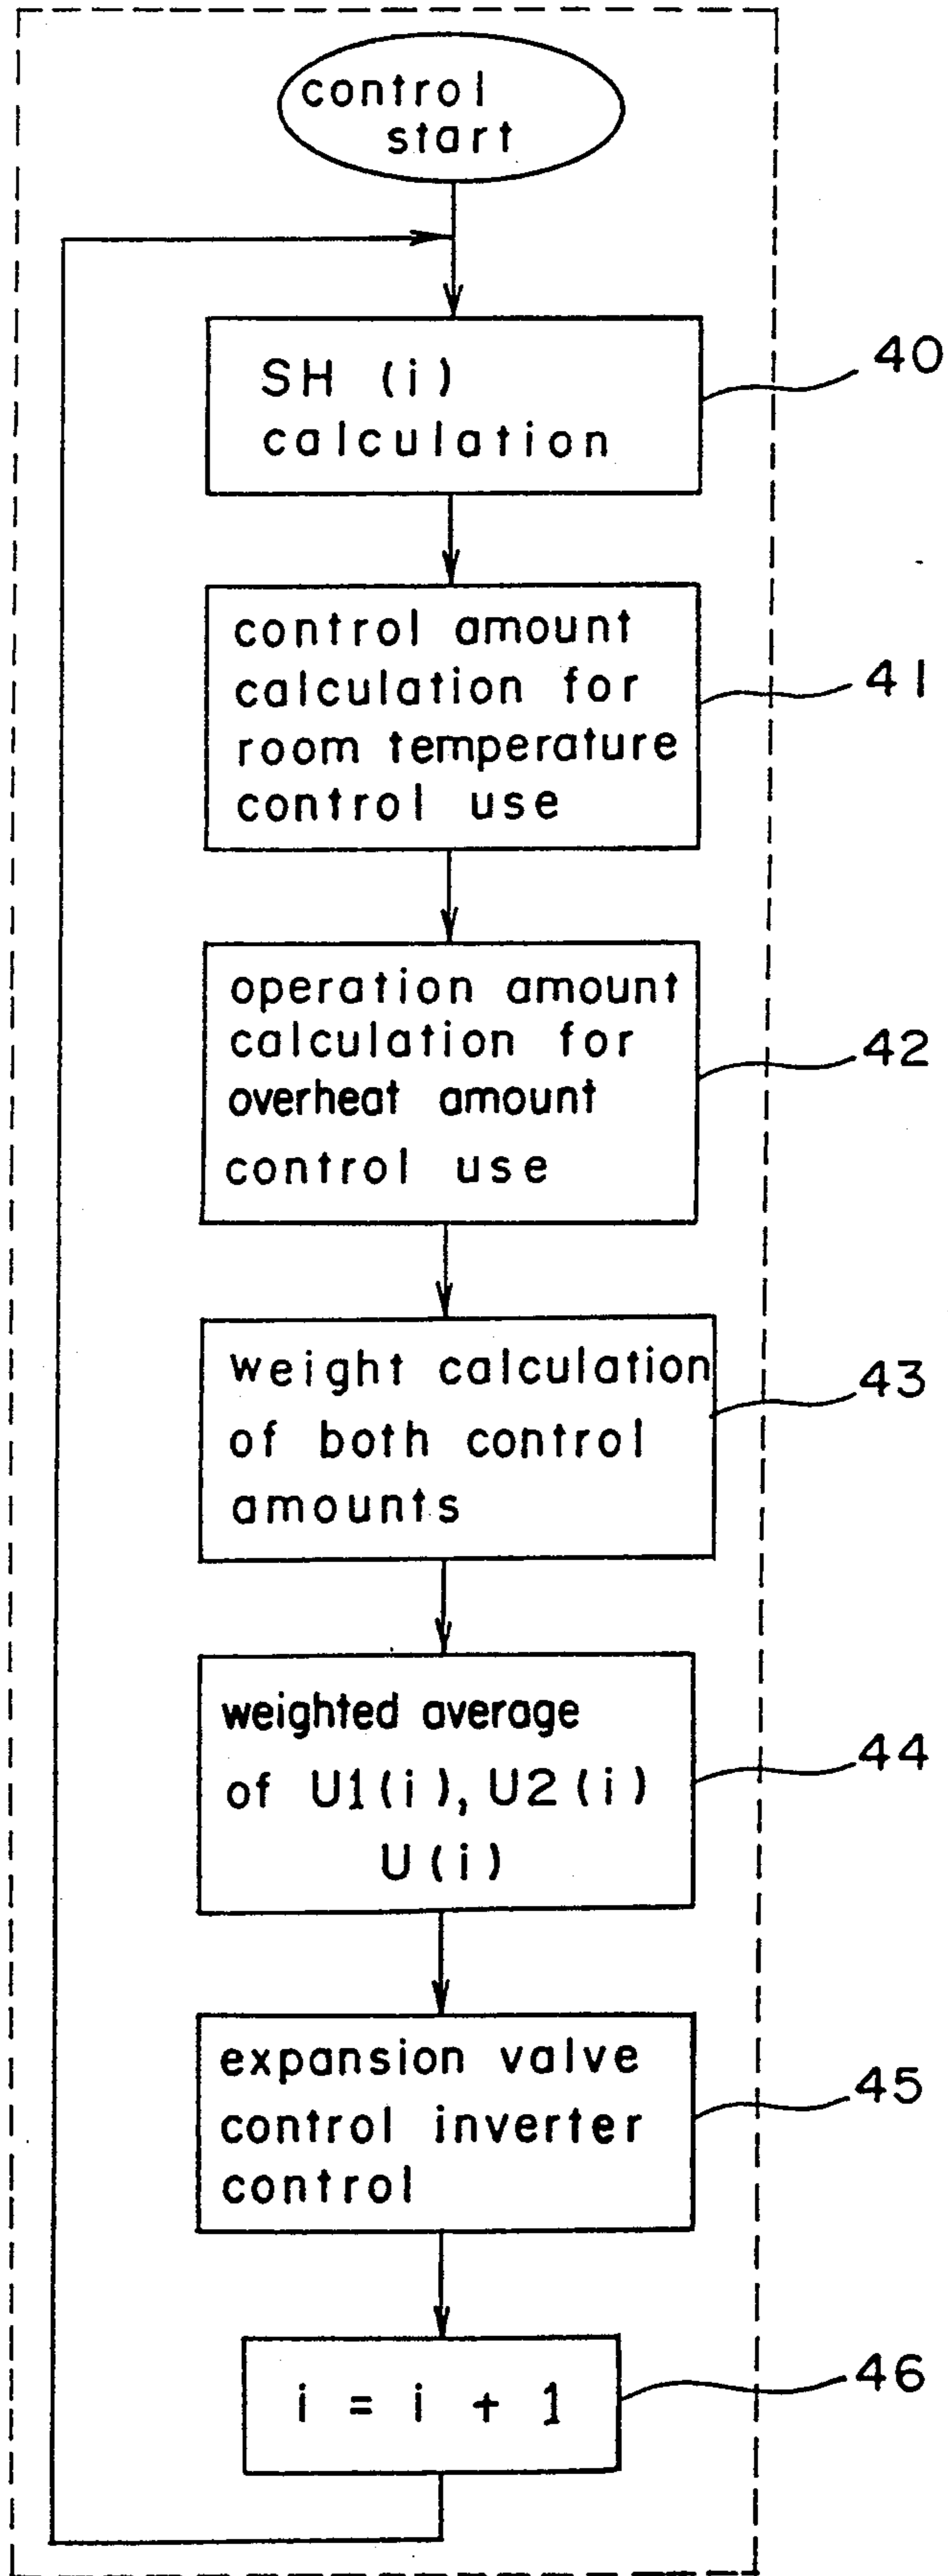 control
start
SH (i)
calculation
40
control amount
calculation for
room temperature
control use
41
operation amount
calculation for
overheat amount
control use
42
weight calculation
of both control
amounts
43
weighted average
of U1(i), U2(i)
U(i)
44
expansion valve
control inverter
control
45
i = i + 1
46